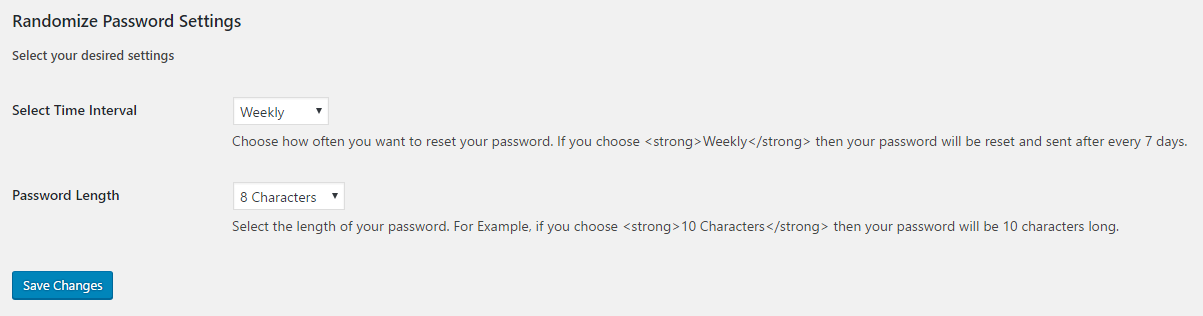 Randomize Password Settings
Select your desired settings
Select Time Interval
Weekly
Choose how often you want to reset your password. If you choose <strong>Weekly</strong> then your password will be reset and sent after every 7 days.
Password Length
8 Characters
Select the length of your password. For Example, if you choose <strong>10 Characters</strong> then your password will be 10 characters long.
Save Changes